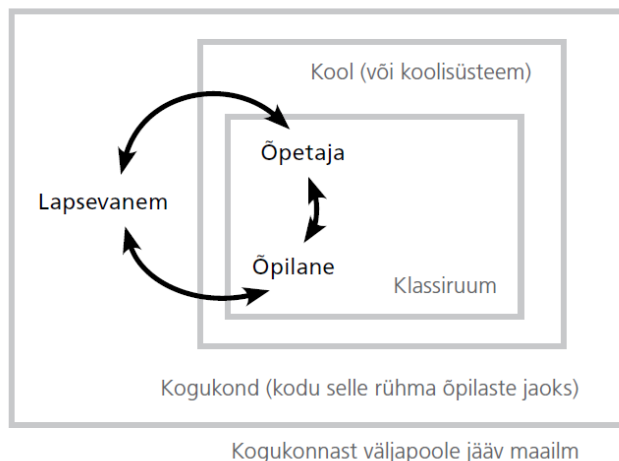 Kool (või koolisüsteem)
Õpetaja
Lapsevanem
Õpilane
Klassiruum
Kogukond (kodu selle rühma õpilaste jaoks)
Kogukonnast väljapoole jääv maailm